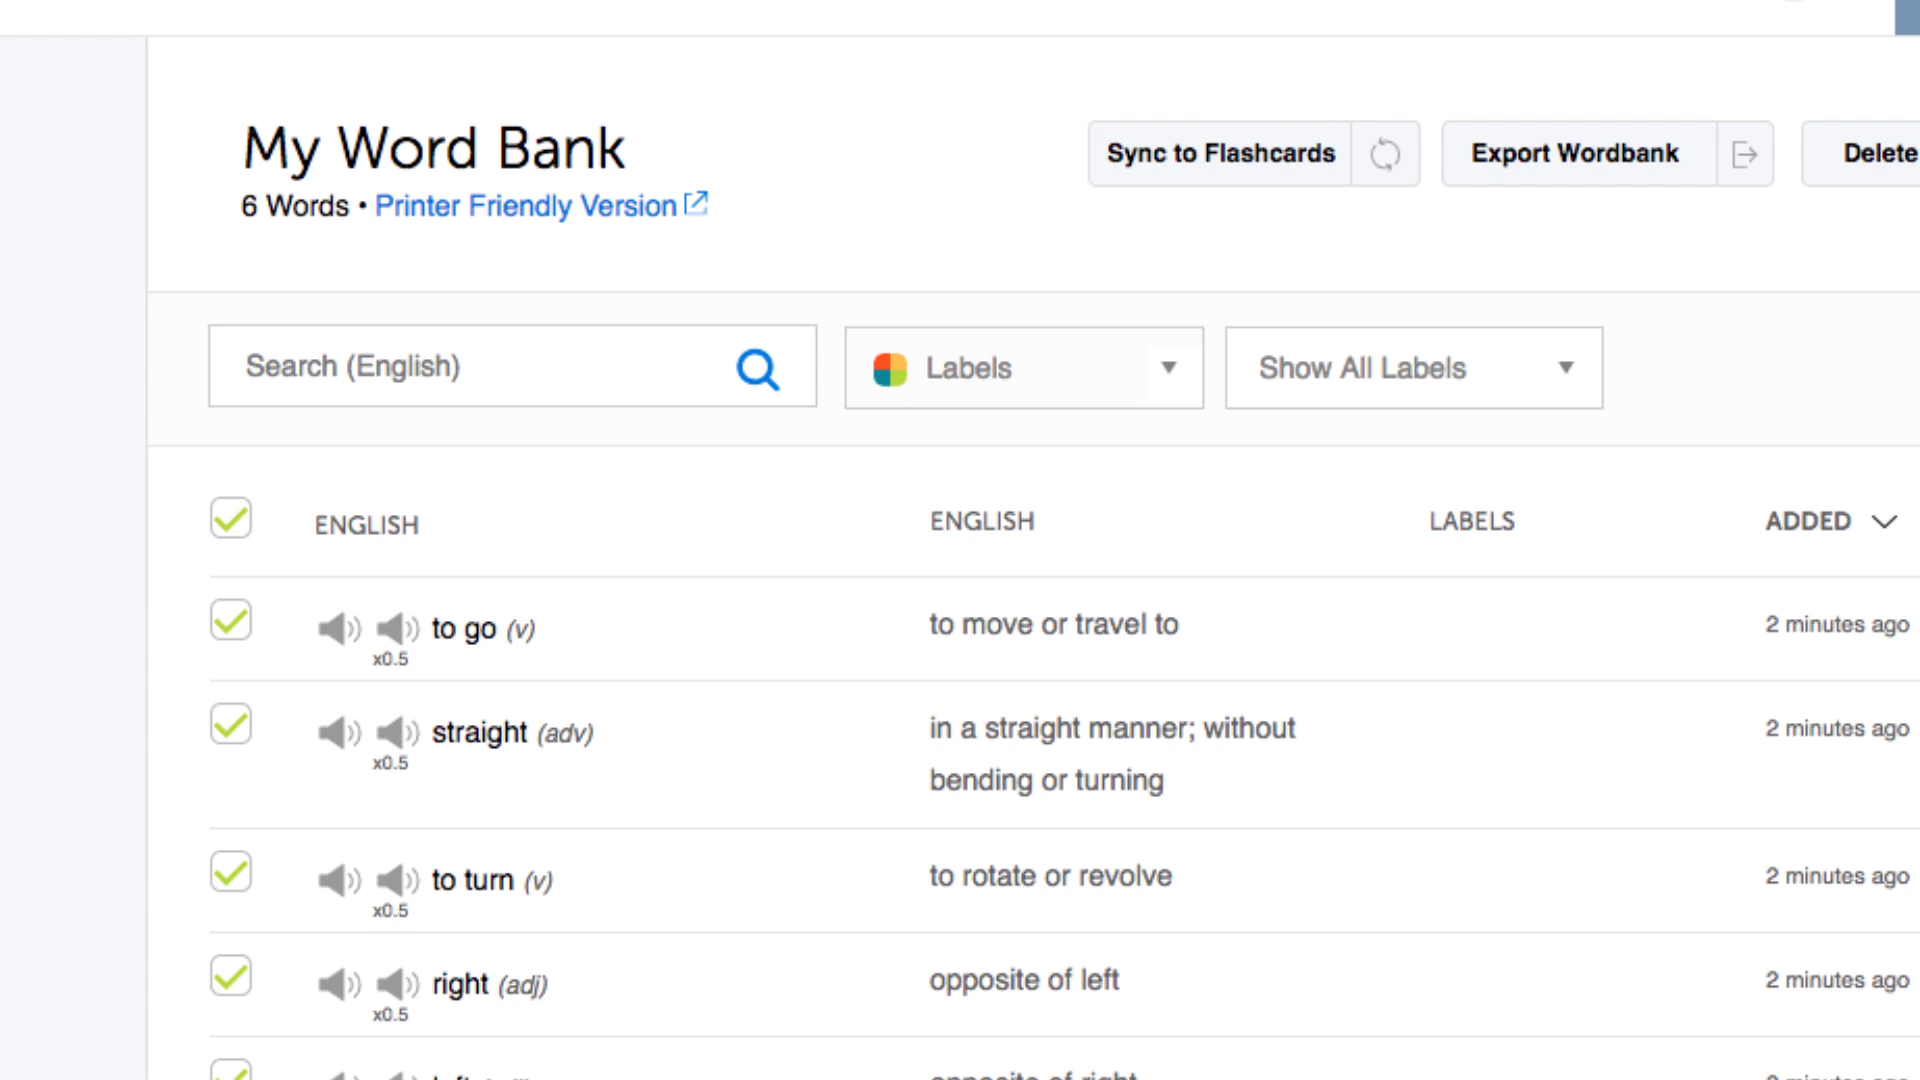 My Word Bank
6 Words • Printer Friendly Version
Sync to Flashcards
Export Wordbank
Delete
Search (English)
Labels
Show All Labels
ENGLISH ENGLISH LABELS ADDED
to go (v) to move or travel to 2 minutes ago
x0.5
straight (adv) in a straight manner; without 2 minutes ago
x0.5
bending or turning
to turn (v) to rotate or revolve 2 minutes ago
x0.5
right (adj) opposite of left 2 minutes ago
x0.5
opposite of right